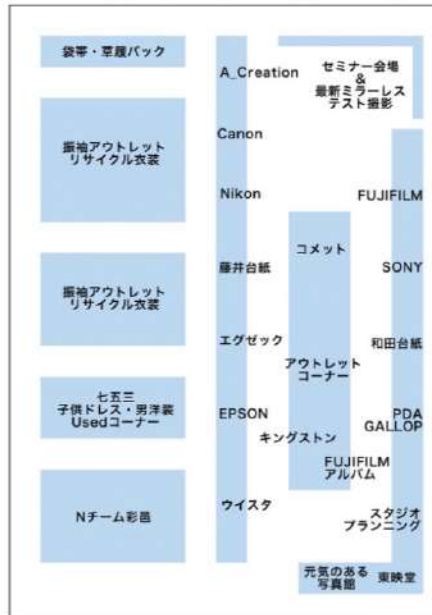 袋帯・草履バック
振袖アウトレット
リサイクル衣装
振袖アウトレット
リサイクル衣装
七五三
子供ドレス・男洋装
Usedコーナー
Nチーム彩邑
A_Creation
Canon
Nikon
藤井台紙
エグゼック
EPSON
ウイスタ
コメット
アウトレット
コーナー
キングストン
FUJIFILM
アルバム
セミナー会場
&
最新ミラーレス
テスト撮影
FUJIFILM
SONY
和田台紙
PDA
GALLOP
スタジオ
プランニング
元気のある
写真館
東映堂